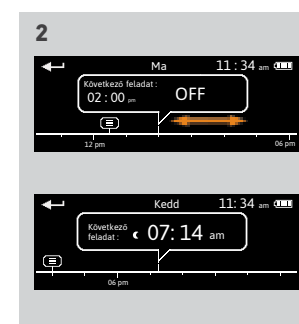 2
Ma 11:34 am
Következő feladat:
02:00 pm OFF
12 pm 06 pm
Kedd 11:34 am
Következő
feladat: 07:14 am
06 pm